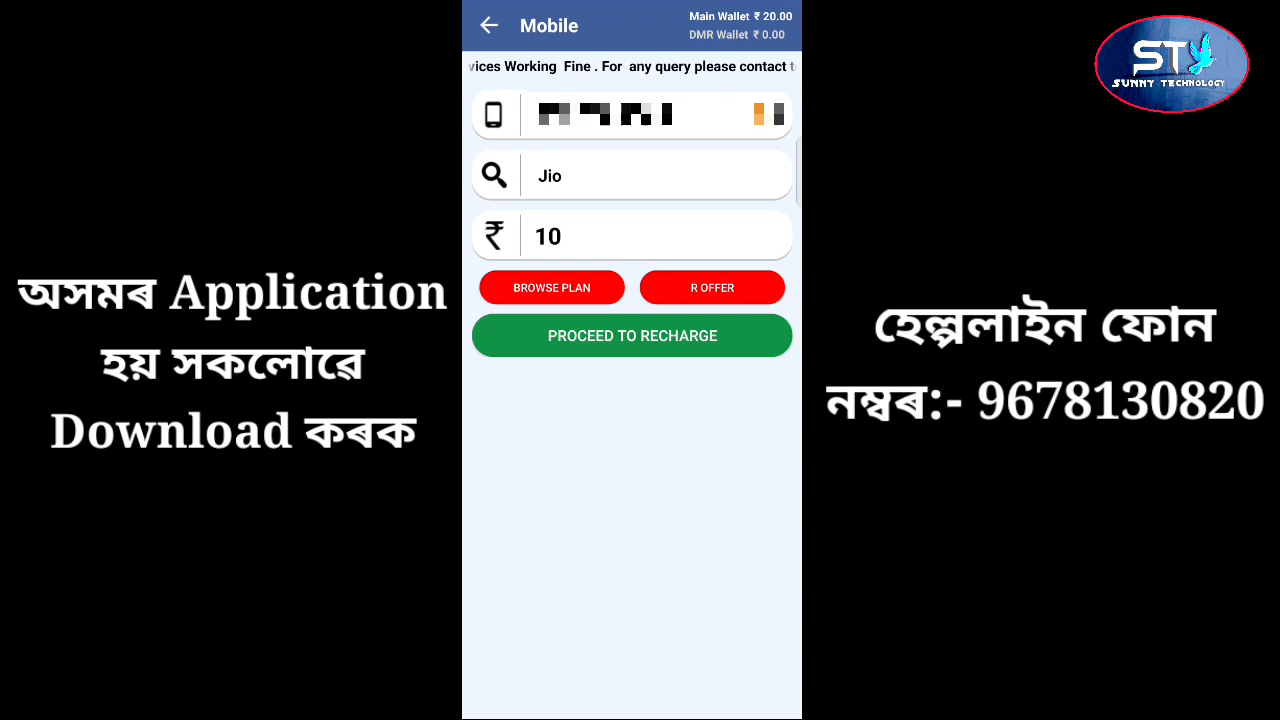 অসমৰ Application
হয় সকলোৱে
Download কৰক
Mobile
Main Wallet ₹ 20.00
DMR Wallet ₹ 0.00
vices Working Fine . For any query please contact
Jio
₹ 10
BROWSE PLAN
R OFFER
PROCEED TO RECHARGE
ST
SUNNY TECHNOLOGY
হেল্পলাইন ফোন
নম্বৰ:- 9678130820